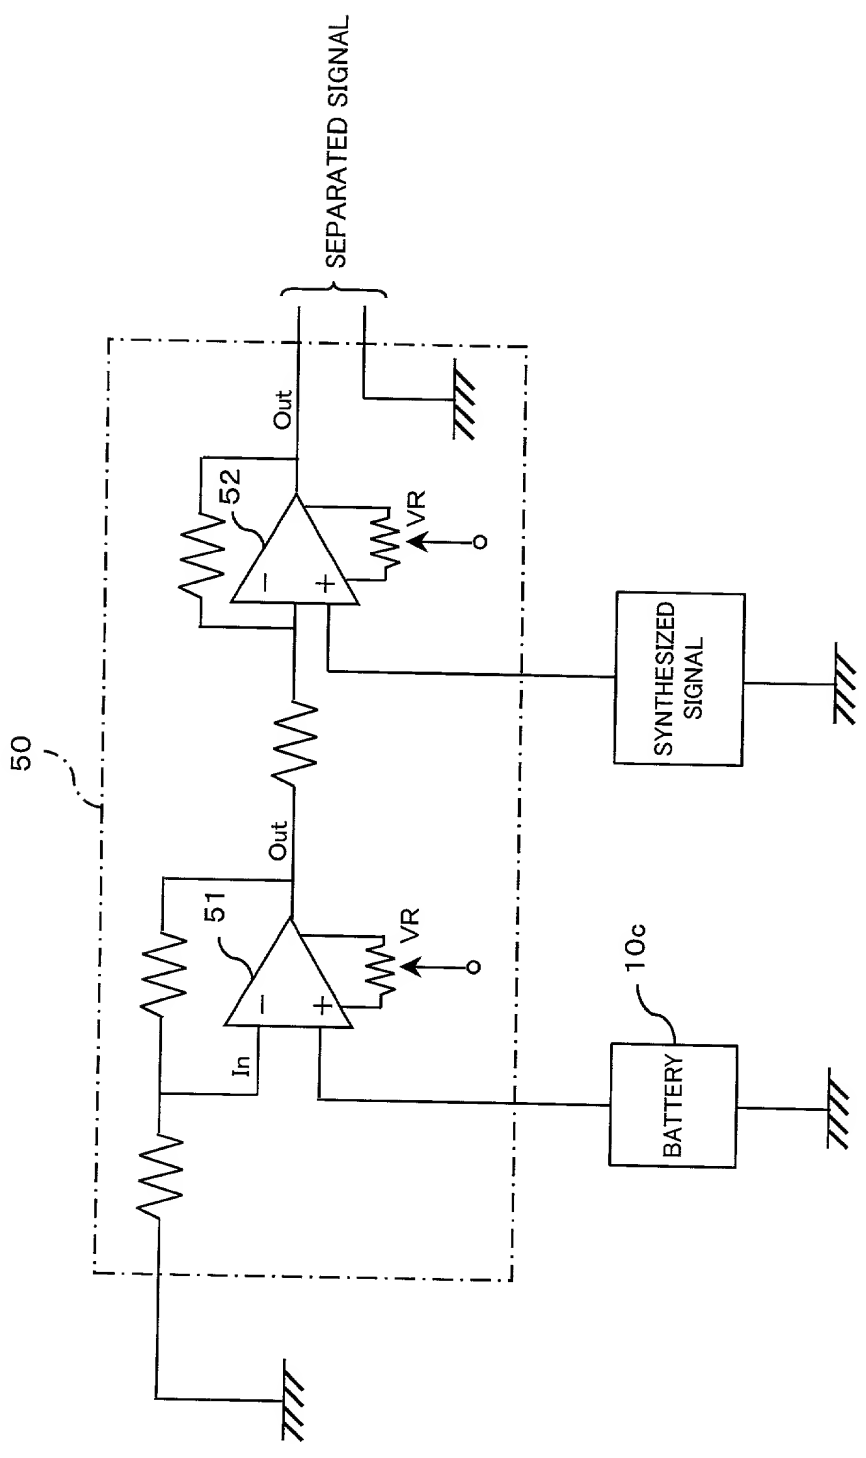 50
In
51
Out
VR
52
Out
VR
SEPARATED SIGNAL
BATTERY
10c
SYNTHESIZED
SIGNAL